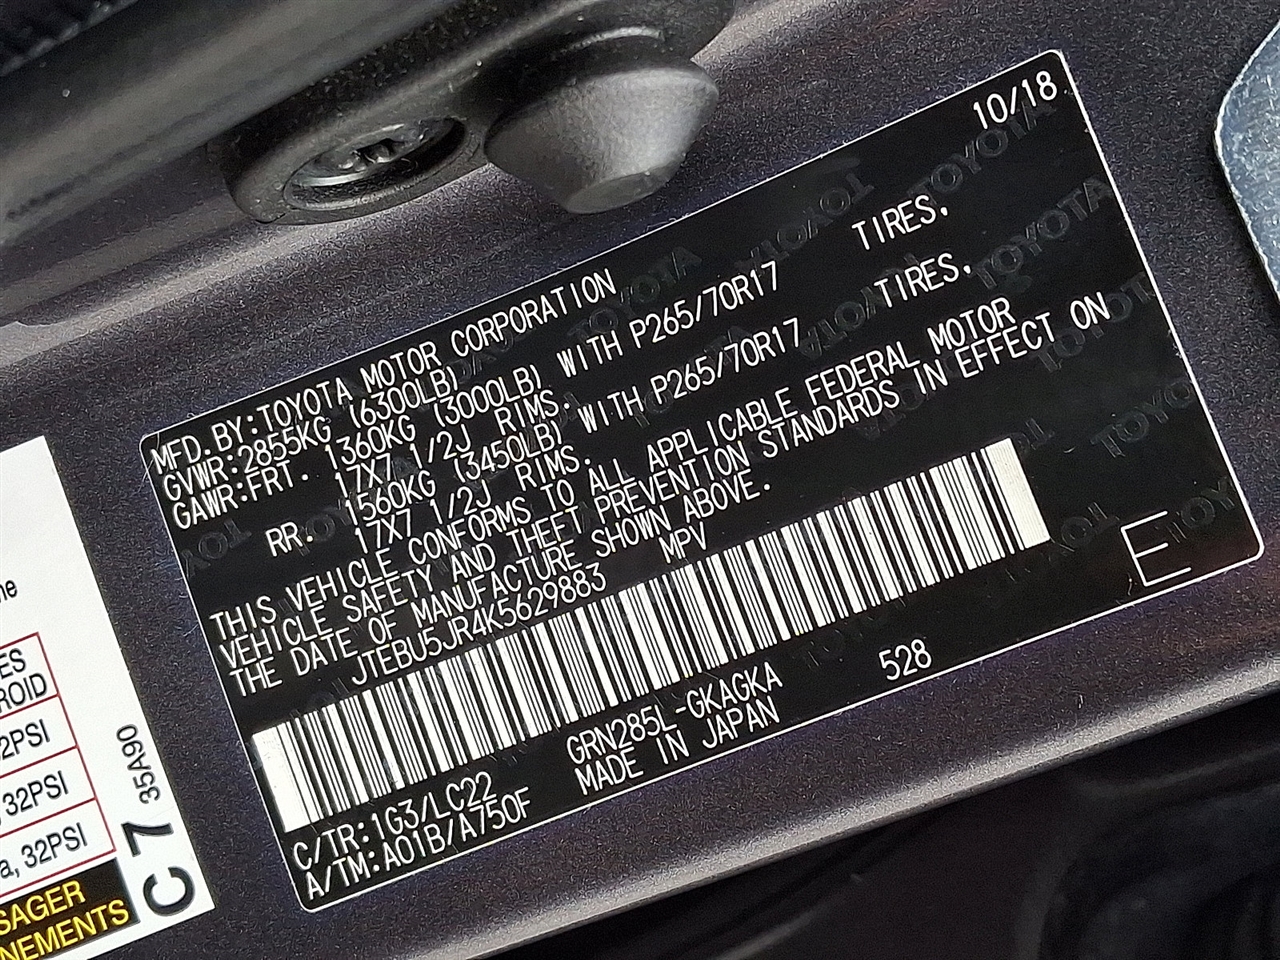 10/18
MFD. BY: TOYOTA MOTOR CORPORATION
GVWR: 2855KG (6300LB)
GAWR: FRT. 1360KG (3000LB) WITH P265/70R17 TIRES,
17X7 1/2J RIMS.
RR. 1560KG (3450LB) WITH P265/70R17 TIRES,
17X7 1/2J RIMS.
THIS VEHICLE CONFORMS TO ALL APPLICABLE FEDERAL MOTOR
VEHICLE SAFETY AND THEFT PREVENTION STANDARDS IN EFFECT ON
THE DATE OF MANUFACTURE SHOWN ABOVE.
JTEBU5JR4K5629883 MPV
E
GRN285L-GKAGKA 528
C/TR: 1G3/LC22 MADE IN JAPAN
A/TM: A01B/A750F
2PSI
32PSI
a, 32PSI
C7 35A90
SAGER
NEMENTS